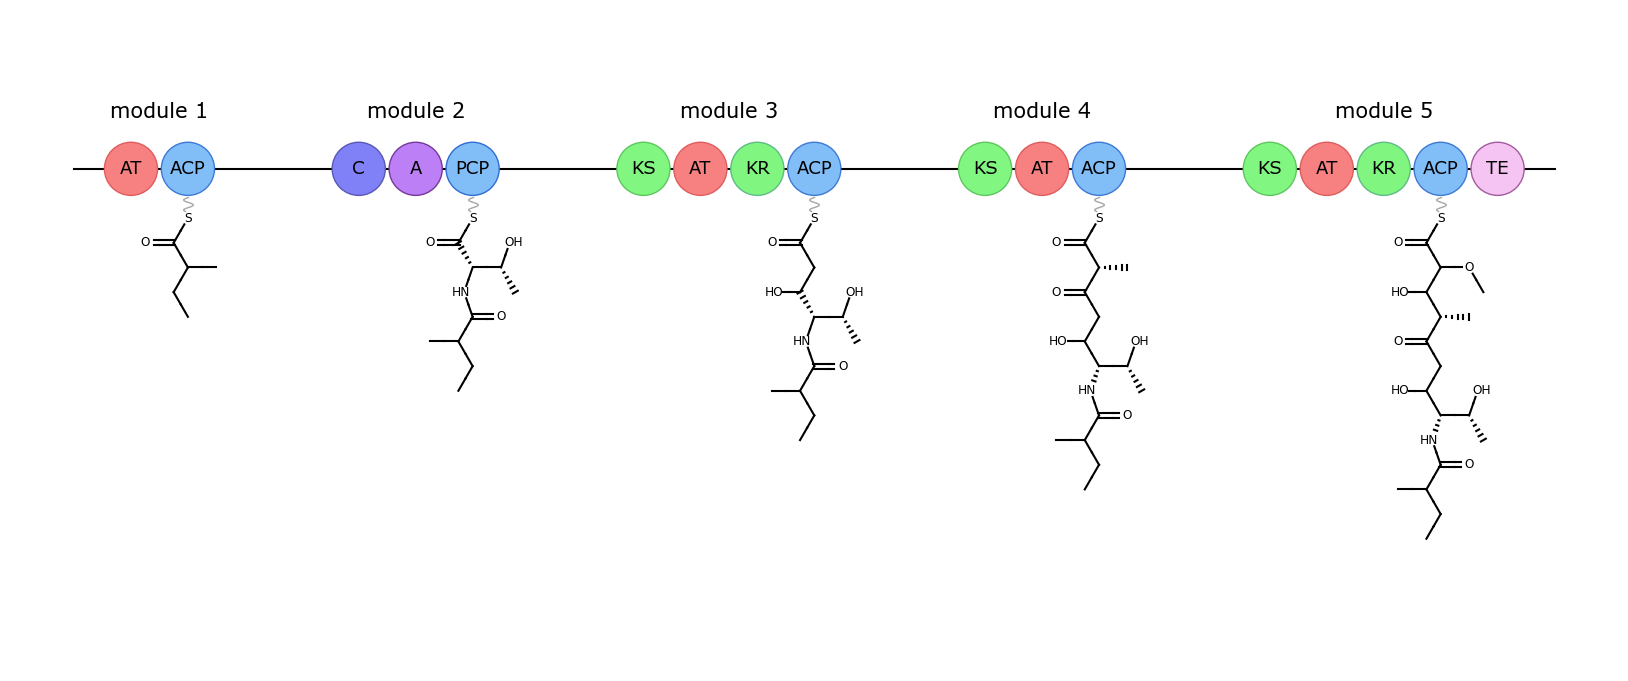 module 1 module 2 module 3 module 4 module 5
AT ACP C A PCP KS AT KR ACP KS AT ACP KS AT KR ACP TE
S S S S S
O O OH O O O
HN HO OH O HO O
O HN HO OH O
O HN HO OH
O HN
O